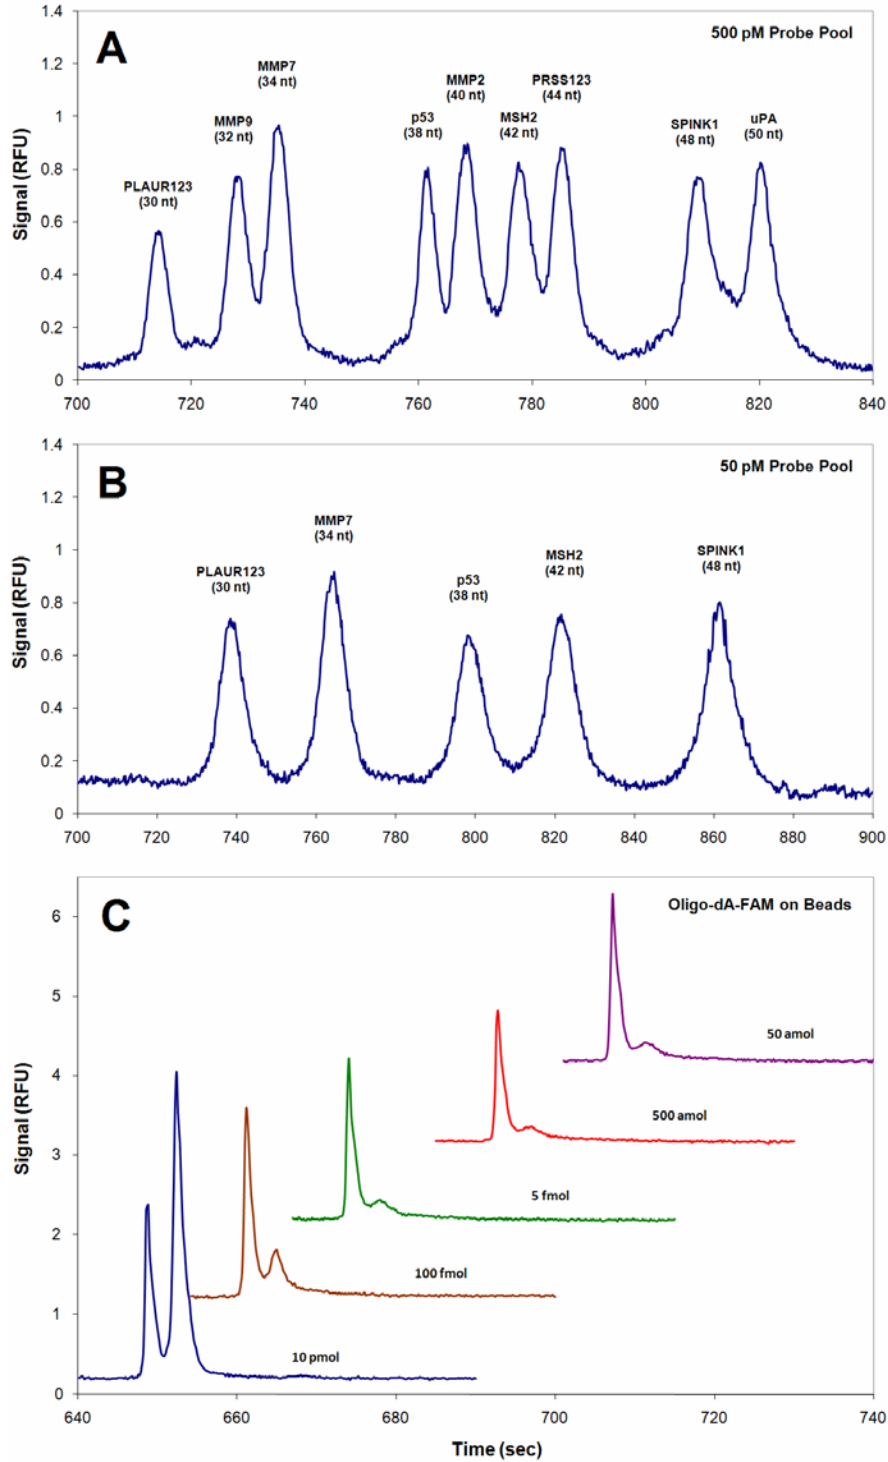 A
500 pM Probe Pool
Signal (RFU)
1.4
1.2
1
0.8
0.6
0.4
0.2
0
PLAUR123
(30 nt)
MMP9
(32 nt)
MMP7
(34 nt)
p53
(38 nt)
MMP2
(40 nt)
MSH2
(42 nt)
PRSS123
(44 nt)
SPINK1
(48 nt)
uPA
(50 nt)
700 720 740 760 780 800 820 840
B
50 pM Probe Pool
Signal (RFU)
1.4
1.2
1
0.8
0.6
0.4
0.2
0
PLAUR123
(30 nt)
MMP7
(34 nt)
p53
(38 nt)
MSH2
(42 nt)
SPINK1
(48 nt)
700 720 740 760 780 800 820 840 860 880 900
C
Oligo-dA-FAM on Beads
Signal (RFU)
6
5
4
3
2
1
0
50 amol
500 amol
5 fmol
100 fmol
10 pmol
640 660 680 700 720 740
Time (sec)